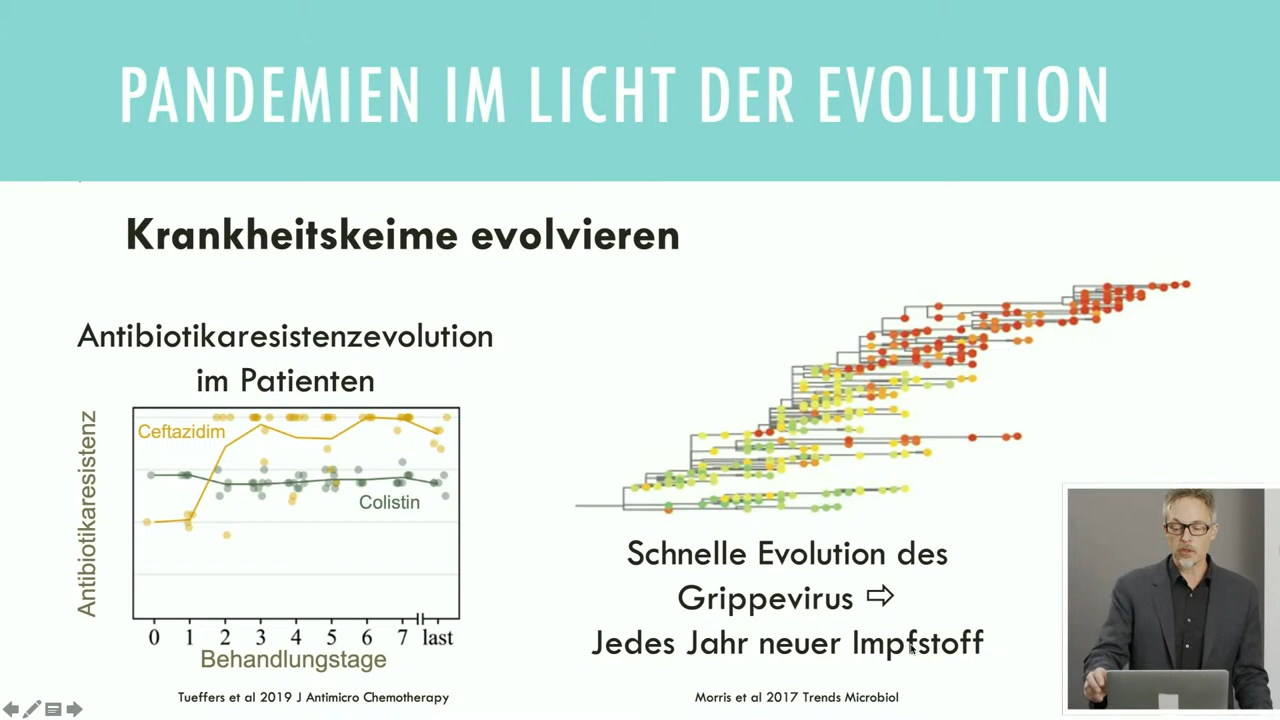 PANDEMIEN IM LICHT DER EVOLUTION
Krankheitskeime evolvieren
Antibiotikaresistenzevolution
im Patienten
Antibiotikaresistenz
Ceftazidim
Colistin
0 1 2 3 4 5 6 7 last
Behandlungstage
Tueffers et al 2019 J Antimicro Chemotherapy
Schnelle Evolution des
Grippevirus ⇨
Jedes Jahr neuer Impfstoff
Morris et al 2017 Trends Microbiol